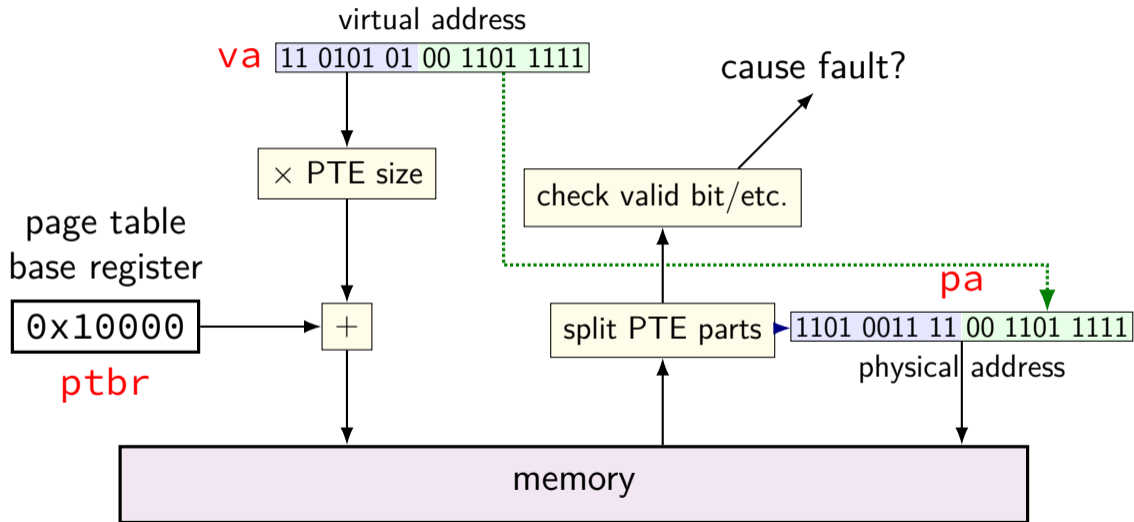 virtual address
va
11 0101 01 00 1101 1111
cause fault?
× PTE size
check valid bit/etc.
page table
base register
pa
0x10000
+
split PTE parts
1101 0011 11 00 1101 1111
ptbr
physical address
memory